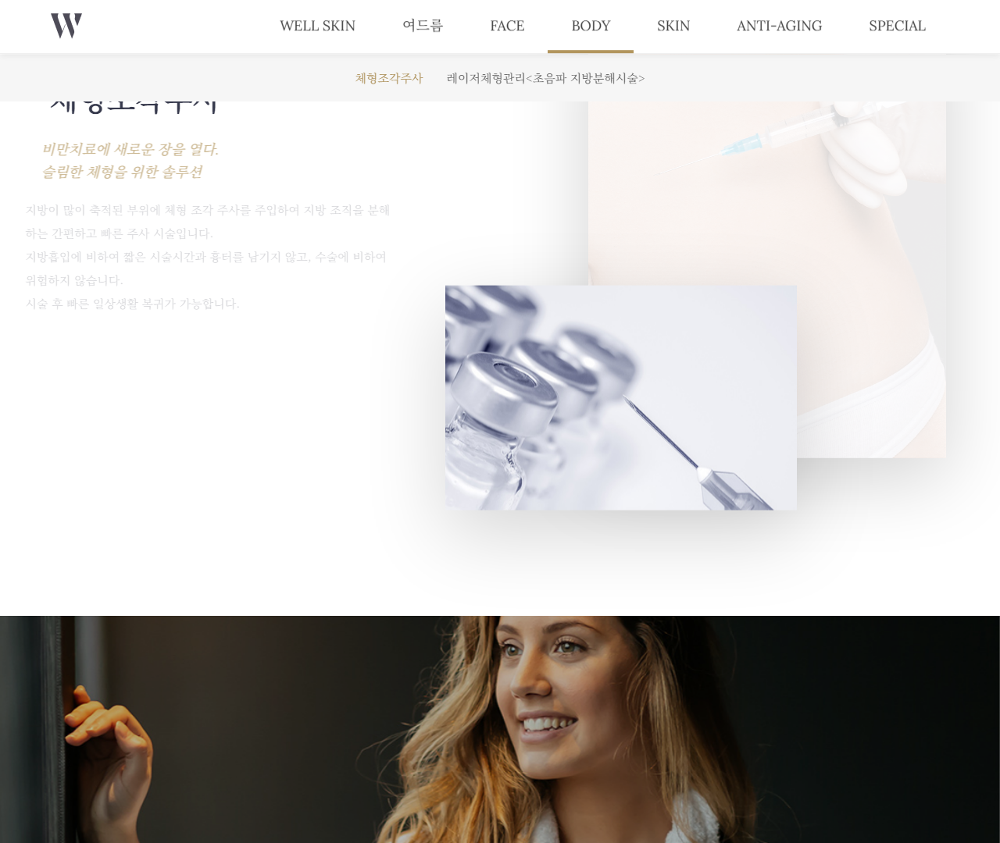 W
WELL SKIN 여드름 FACE BODY SKIN ANTI-AGING SPECIAL
체형조각주사 레이저체형관리<초음파 지방분해시술>
체형조각주사
비만치료에 새로운 장을 열다.
슬림한 체형을 위한 솔루션
지방이 많이 축적된 부위에 체형 조각 주사를 주입하여 지방 조직을 분해
하는 간편하고 빠른 주사 시술입니다.
지방흡입에 비하여 짧은 시술시간과 흉터를 남기지 않고, 수술에 비하여
위험하지 않습니다.
시술 후 빠른 일상생활 복귀가 가능합니다.